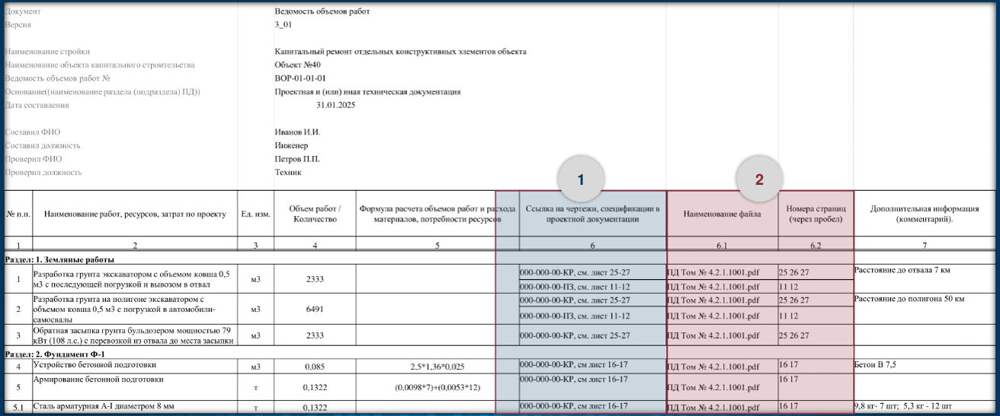 Документ Ведомость объемов работ
Версия 3_01
Наименование стройки Капитальный ремонт отдельных конструктивных элементов объекта
Наименование объекта капитального строительства Объект №40
Ведомость объемов работ № ВОР-01-01-01
Основание((наименование раздела (подраздела) ПД)) Проектная и (или) иная техническая документация
Дата составления 31.01.2025
Составил ФИО Иванов И.И.
Составил должность Инженер
Проверил ФИО Петров П.П.
Проверил должность Техник
1 2
№ п.п. Наименование работ, ресурсов, затрат по проекту Ед. изм. Объем работ / Количество Формула расчета объемов работ и расхода материалов, потребности ресурсов Ссылка на чертежи, спецификации в проектной документации Наименование файла Номера страниц (через пробел) Дополнительная информация (комментарий).
1 2 3 4 5 6 6.1 6.2 7
Раздел: 1. Земляные работы
1 Разработка грунта экскаватором с объемом ковша 0,5 м3 с последующей погрузкой и вывозом в отвал м3 2333 000-000-00-КР, см. лист 25-27 ПД Том № 4.2.1.1001.pdf 25 26 27 Расстояние до отвала 7 км
000-000-00-ПЗ, см. лист 11-12 ПД Том № 4.2.1.1001.pdf 11 12
2 Разработка грунта на полигоне экскаватором с объемом ковша 0,5 м3 с погрузкой в автомобили-самосвалы м3 6491 000-000-00-КР, см. лист 25-27 ПД Том № 4.2.1.1001.pdf 25 26 27 Расстояние до полигона 50 км
000-000-00-ПЗ, см. лист 11-12 ПД Том № 4.2.1.1001.pdf 11 12
3 Обратная засыпка грунта бульдозером мощностью 79 кВт (108 л.с.) с перевозкой из отвала до места засыпки м3 2333 000-000-00-КР, см. лист 25-27 ПД Том № 4.2.1.1001.pdf 25 26 27
Раздел: 2. Фундамент Ф-1
4 Устройство бетонной подготовки м3 0,085 2,5*1,36*0,025 000-000-00-КР, см лист 16-17 ПД Том № 4.2.1.1001.pdf 16 17 Бетон В 7,5
5 Армирование бетонной подготовки т 0,1322 (0,0098*7)+(0,0053*12) 000-000-00-КР, см лист 16-17 ПД Том № 4.2.1.1001.pdf 16 17
5.1 Сталь арматурная А-I диаметром 8 мм т 0,1322 000-000-00-КР, см лист 16-17 ПД Том № 4.2.1.1001.pdf 16 17 9,8 кг- 7 шт; 5,3 кг - 12 шт